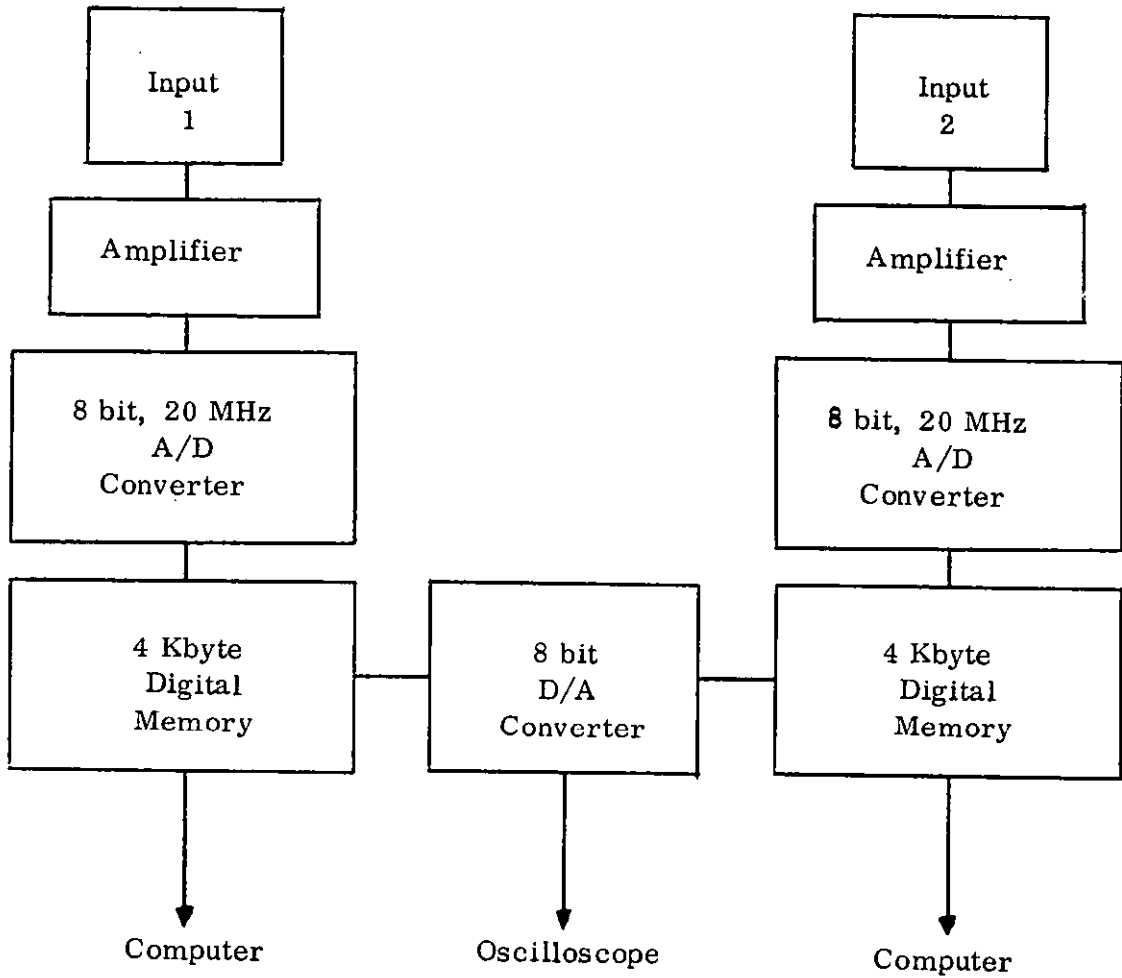 Input
1
Input
2
Amplifier
Amplifier
8 bit, 20 MHz
A/D
Converter
8 bit, 20 MHz
A/D
Converter
4 Kbyte
Digital
Memory
8 bit
D/A
Converter
4 Kbyte
Digital
Memory
Computer
Oscilloscope
Computer